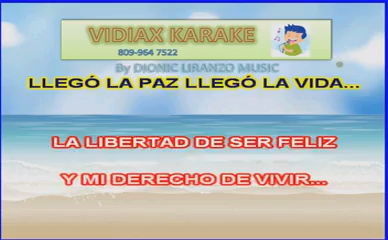 VIDIAX KARAKE
809-964 7522
By DIONIC LIRANZO MUSIC
LLEGÓ LA PAZ LLEGÓ LA VIDA...
LA LIBERTAD DE SER FELIZ
Y MI DERECHO DE VIVIR...